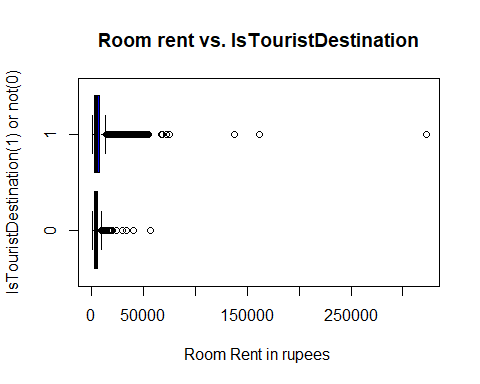 Room rent vs. IsTouristDestination
IsTouristDestination(1) or not(0)
1
0
0
50000
150000
250000
Room Rent in rupees